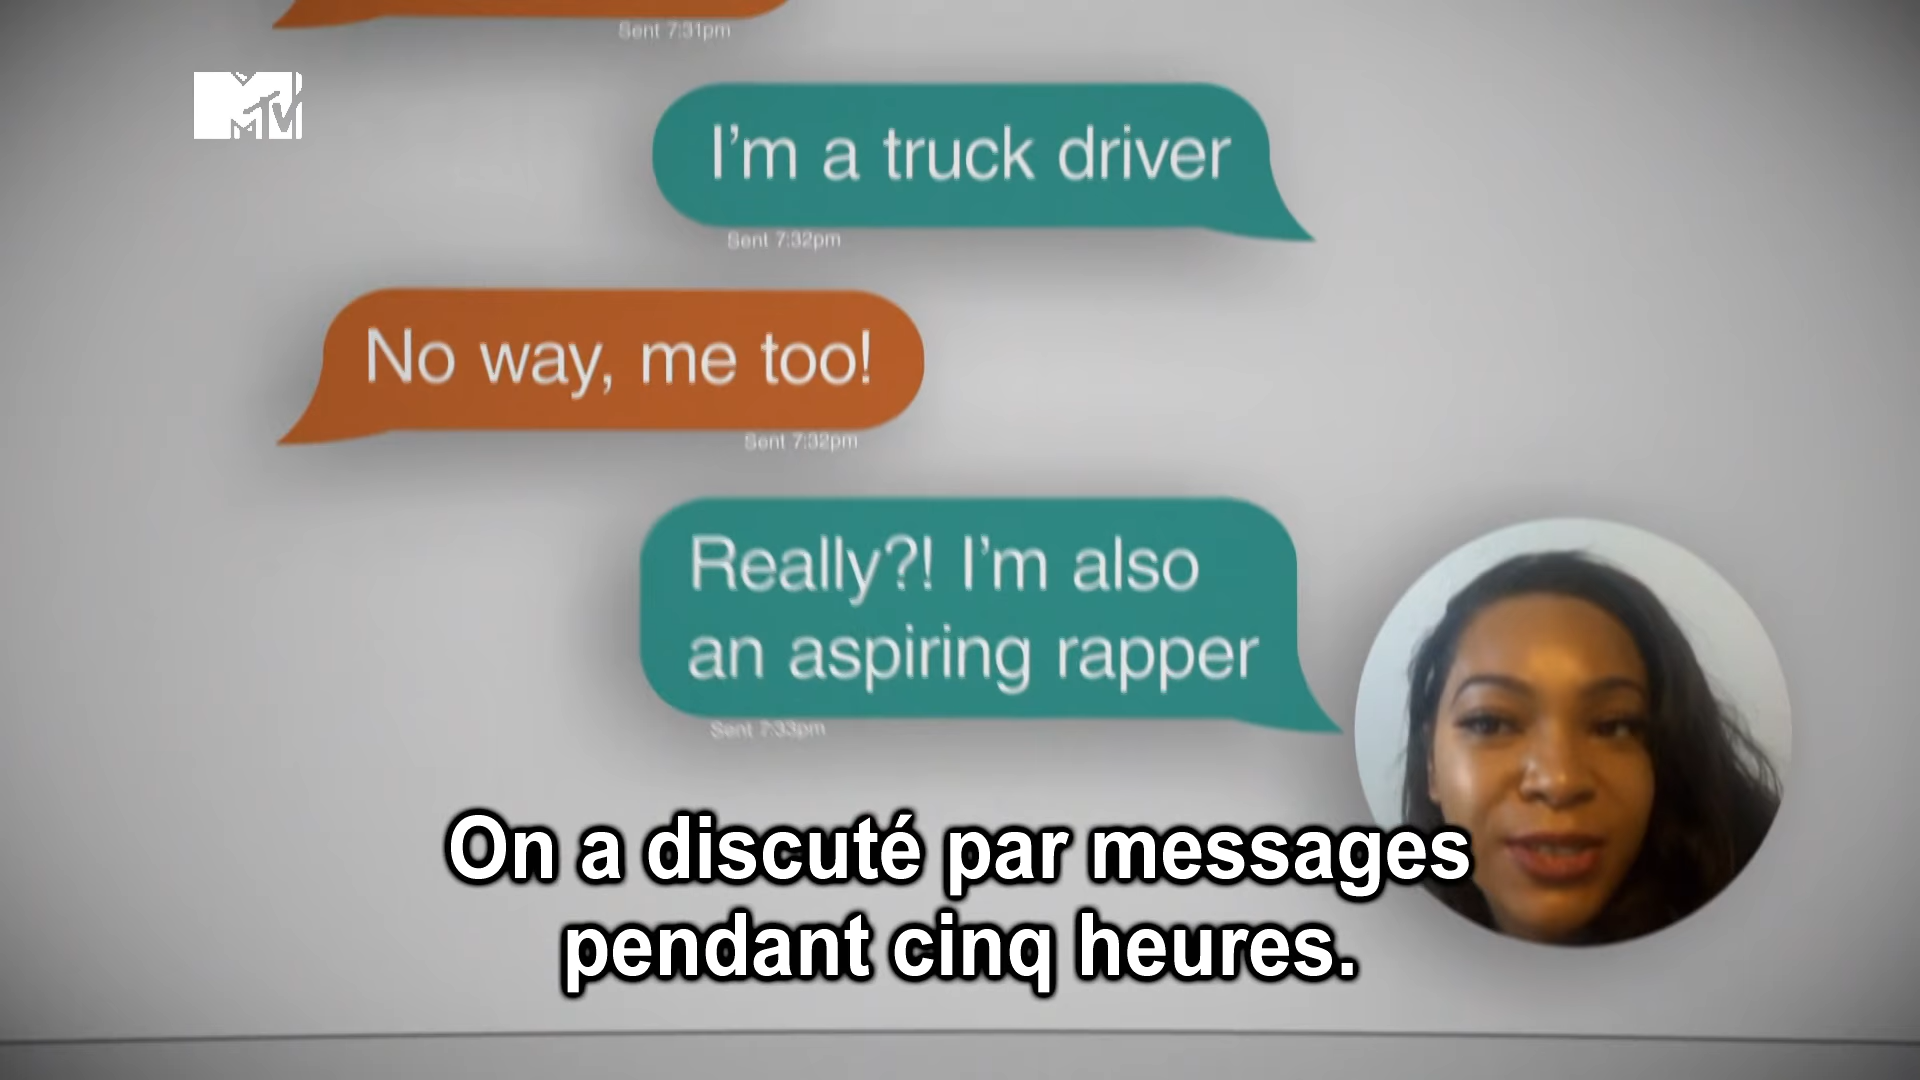 Sent 7:31pm
MTV
I'm a truck driver
Sent 7:32pm
No way, me too!
Sent 7:32pm
Really?! I'm also
an aspiring rapper
Sent 7:33pm
On a discuté par messages
pendant cinq heures.